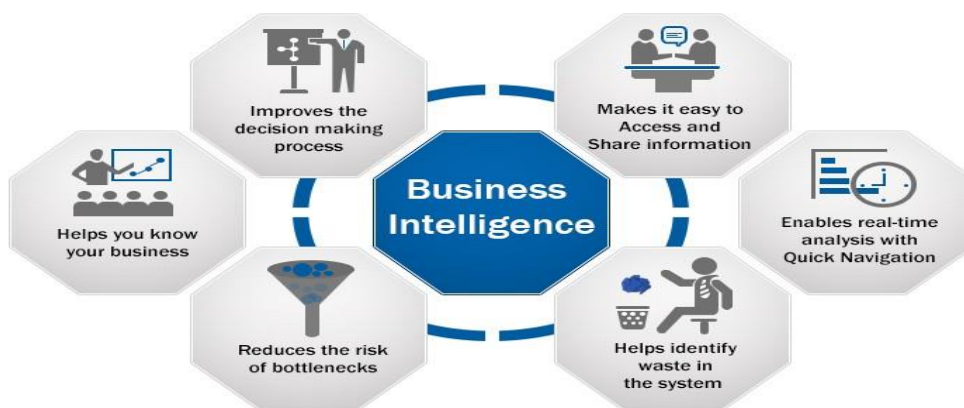 Improves the
decision making
process
Makes it easy to
Access and
Share information
Helps you know
your business
Business
Intelligence
Enables real-time
analysis with
Quick Navigation
Reduces the risk
of bottlenecks
Helps identify
waste in
the system